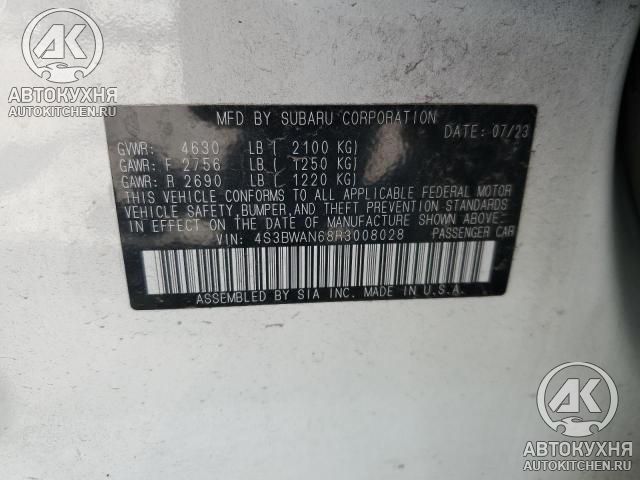 АК
АВТОКУХНЯ
AUTOKITCHEN.RU
MFD BY SUBARU CORPORATION
DATE: 07/23
GVWR: 4630 LB ( 2100 KG)
GAWR: F 2756 LB ( 1250 KG)
GAWR: R 2690 LB ( 1220 KG)
THIS VEHICLE CONFORMS TO ALL APPLICABLE FEDERAL MOTOR
VEHICLE SAFETY, BUMPER, AND THEFT PREVENTION STANDARDS
IN EFFECT ON THE DATE OF MANUFACTURE SHOWN ABOVE.
VIN: 4S3BWAN68R3008028 PASSENGER CAR
ASSEMBLED BY SIA INC. MADE IN U.S.A.
АК
АВТОКУХНЯ
AUTOKITCHEN.RU